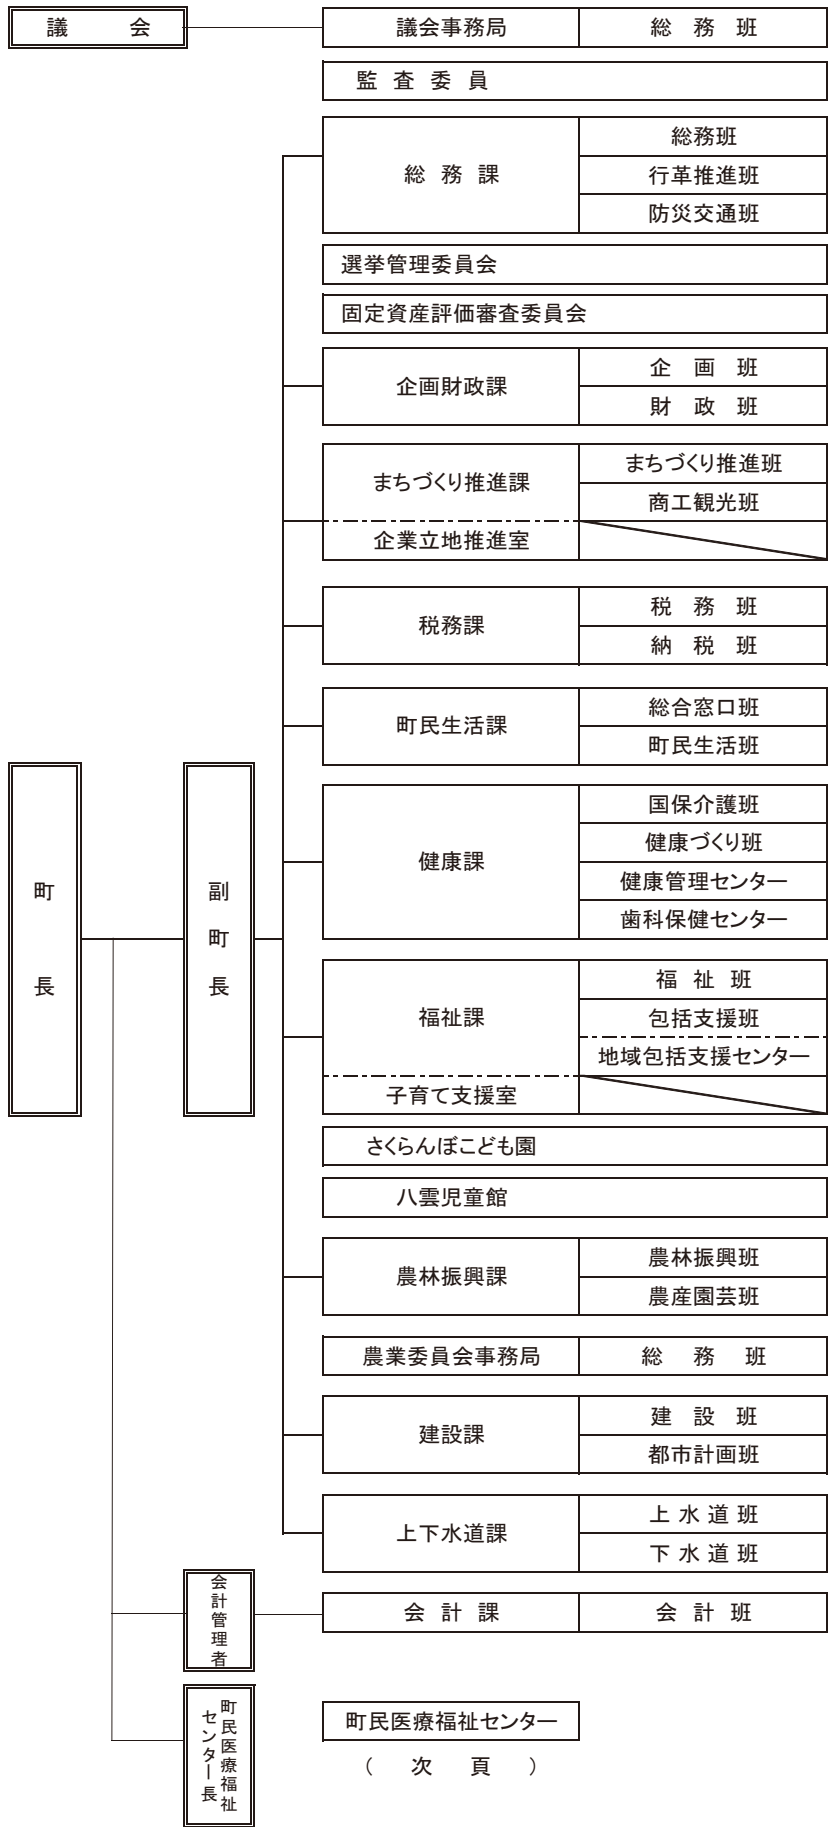 議　会
議会事務局　総　務　班
監　査　委　員
総　務　課
総務班
行革推進班
防災交通班
選挙管理委員会
固定資産評価審査委員会
企画財政課
企　画　班
財　政　班
まちづくり推進課
まちづくり推進班
商工観光班
企業立地推進室
税務課
税　務　班
納　税　班
町民生活課
総合窓口班
町民生活班
町長
副町長
健康課
国保介護班
健康づくり班
健康管理センター
歯科保健センター
福祉課
福　祉　班
包括支援班
地域包括支援センター
子育て支援室
さくらんぼこども園
八雲児童館
農林振興課
農林振興班
農産園芸班
農業委員会事務局　総　務　班
建設課
建　設　班
都市計画班
上下水道課
上 水 道 班
下 水 道 班
会計管理者
会　計　課　会　計　班
町民医療福祉
センター長
町民医療福祉センター
（　次　頁　）